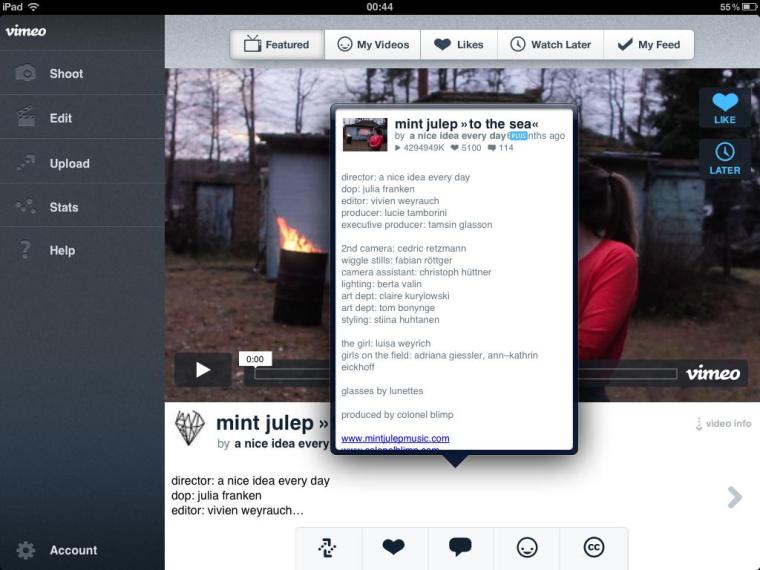 iPad
00:44
55%
vimeo
Shoot
Edit
Upload
Stats
Help
Account
Featured
My Videos
Likes
Watch Later
My Feed
LIKE
LATER
mint julep »to the sea«
by a nice idea every day PLUS nths ago
4294949K 5100 114
director: a nice idea every day
dop: julia franken
editor: vivien weyrauch
producer: lucie tamborini
executive producer: tamsin glasson
2nd camera: cedric retzmann
wiggle stills: fabian röttger
camera assistant: christoph hüttner
lighting: berta valin
art dept: claire kurylowski
art dept: tom bonynge
styling: stiina huhtanen
the girl: luisa weyrich
girls on the field: adriana giessler, ann–kathrin
eickhoff
glasses by lunettes
produced by colonel blimp
www.mintjulepmusic.com
www.colonelblimp.com
0:00
vimeo
mint julep »
by a nice idea every
video info
director: a nice idea every day
dop: julia franken
editor: vivien weyrauch…
cc